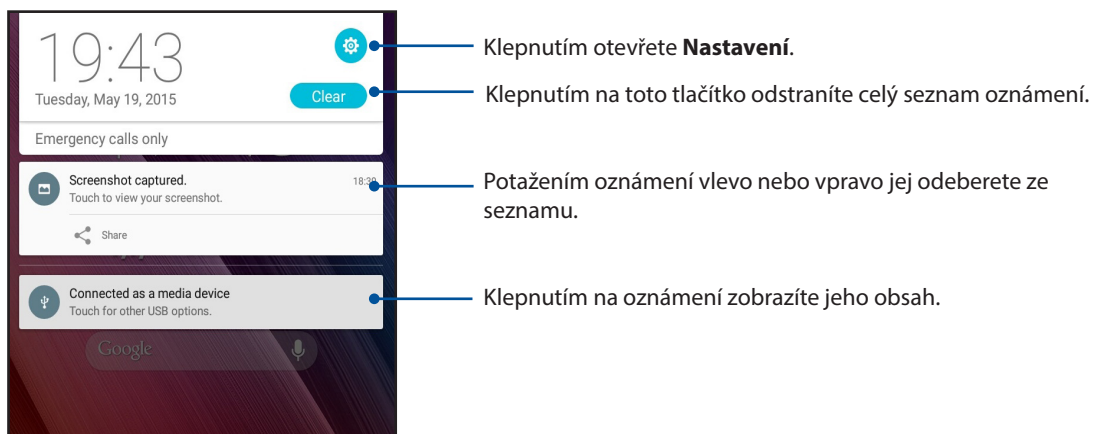 19:43
Tuesday, May 19, 2015
Clear
Emergency calls only
Screenshot captured.
Touch to view your screenshot.
Share
Connected as a media device
Touch for other USB options.
Google
Klepnutím otevřete Nastavení.
Klepnutím na toto tlačítko odstraníte celý seznam oznámení.
Potažením oznámení vlevo nebo vpravo jej odeberete ze
seznamu.
Klepnutím na oznámení zobrazíte jeho obsah.